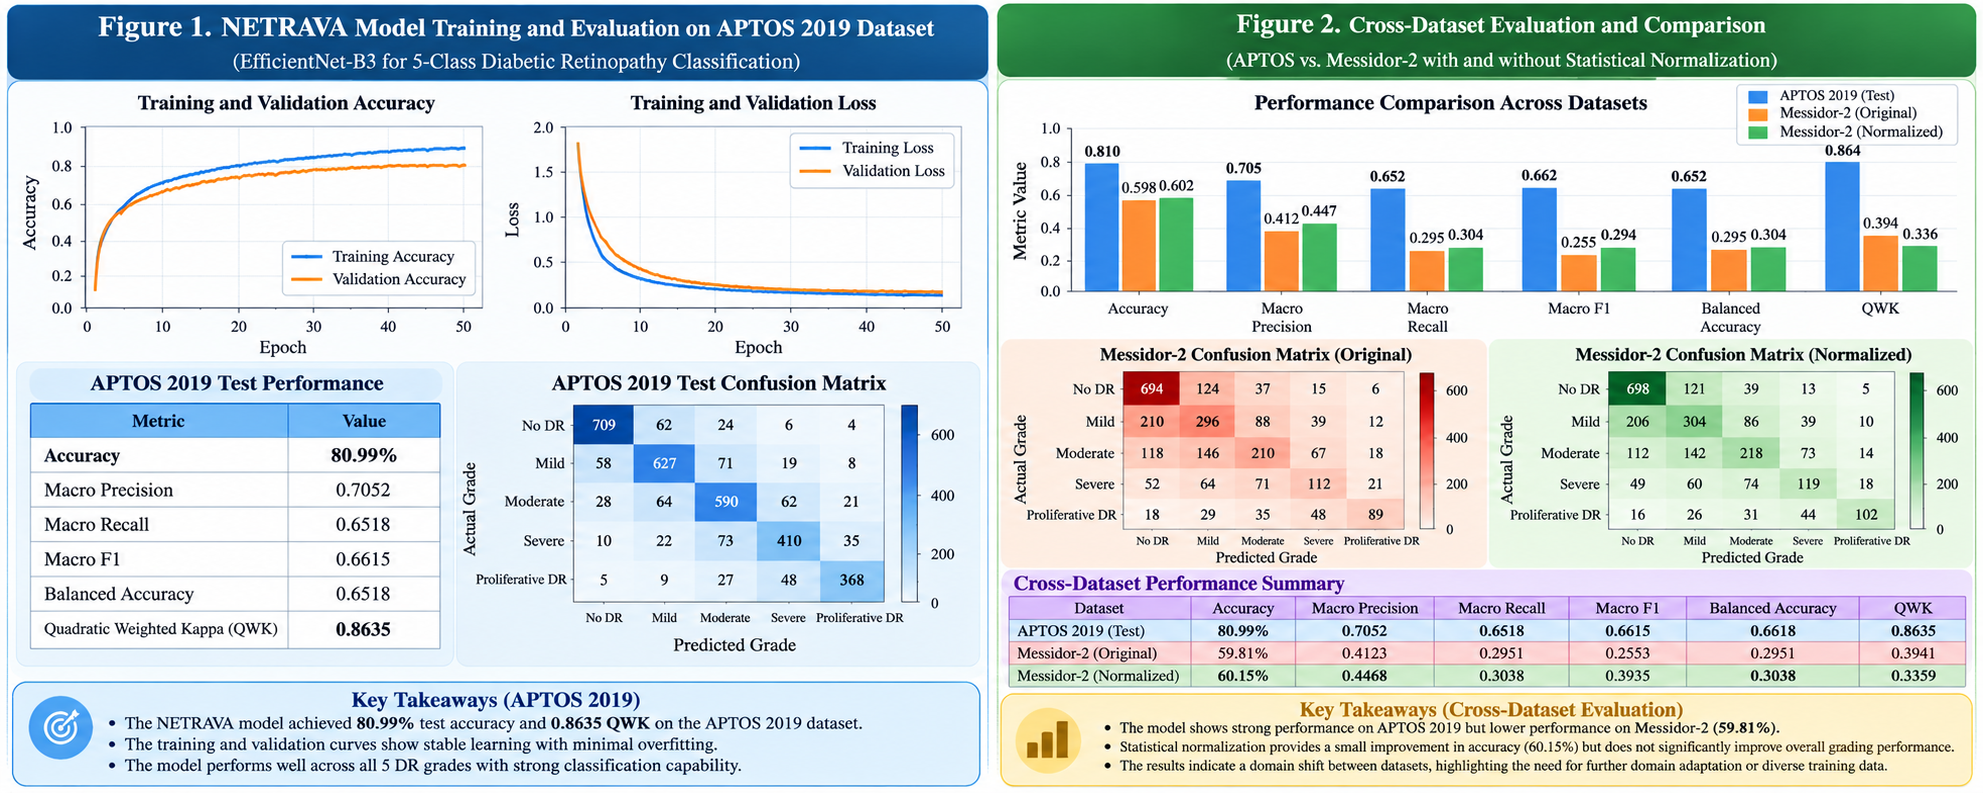 Figure 1. NETRAVA Model Training and Evaluation on APTOS 2019 Dataset
(EfficientNet-B3 for 5-Class Diabetic Retinopathy Classification)
Training and Validation Accuracy
1.0
0.8
0.6
0.4
0.2
0.0
Accuracy
Training Accuracy
Validation Accuracy
0 10 20 30 40 50
Epoch
Training and Validation Loss
2.0
1.5
1.0
0.5
0.0
Loss
Training Loss
Validation Loss
0 10 20 30 40 50
Epoch
APTOS 2019 Test Performance
Metric Value
Accuracy 80.99%
Macro Precision 0.7052
Macro Recall 0.6518
Macro F1 0.6615
Balanced Accuracy 0.6518
Quadratic Weighted Kappa (QWK) 0.8635
APTOS 2019 Test Confusion Matrix
Actual Grade
No DR 709 62 24 6 4
Mild 58 627 71 19 8
Moderate 28 64 590 62 21
Severe 10 22 73 410 35
Proliferative DR 5 9 27 48 368
No DR Mild Moderate Severe Proliferative DR
Predicted Grade
600
400
200
0
Key Takeaways (APTOS 2019)
• The NETRAVA model achieved 80.99% test accuracy and 0.8635 QWK on the APTOS 2019 dataset.
• The training and validation curves show stable learning with minimal overfitting.
• The model performs well across all 5 DR grades with strong classification capability.
Figure 2. Cross-Dataset Evaluation and Comparison
(APTOS vs. Messidor-2 with and without Statistical Normalization)
Performance Comparison Across Datasets
APTOS 2019 (Test)
Messidor-2 (Original)
Messidor-2 (Normalized)
Metric Value
1.0
0.8
0.6
0.4
0.2
0.0
0.810 0.598 0.602
0.705 0.412 0.447
0.652 0.295 0.304
0.662 0.255 0.294
0.652 0.295 0.304
0.864 0.394 0.336
Accuracy
Macro
Precision
Macro
Recall
Macro F1
Balanced
Accuracy
QWK
Messidor-2 Confusion Matrix (Original)
Actual Grade
No DR 694 124 37 15 6
Mild 210 296 88 39 12
Moderate 118 146 210 67 18
Severe 52 64 71 112 21
Proliferative DR 18 29 35 48 89
No DR Mild Moderate Severe Proliferative DR
Predicted Grade
600
400
200
0
Messidor-2 Confusion Matrix (Normalized)
Actual Grade
No DR 698 121 39 13 5
Mild 206 304 86 39 10
Moderate 112 142 218 73 14
Severe 49 60 74 119 18
Proliferative DR 16 26 31 44 102
No DR Mild Moderate Severe Proliferative DR
Predicted Grade
600
400
200
0
Cross-Dataset Performance Summary
Dataset Accuracy Macro Precision Macro Recall Macro F1 Balanced Accuracy QWK
APTOS 2019 (Test) 80.99% 0.7052 0.6518 0.6615 0.6618 0.8635
Messidor-2 (Original) 59.81% 0.4123 0.2951 0.2553 0.2951 0.3941
Messidor-2 (Normalized) 60.15% 0.4468 0.3038 0.3935 0.3038 0.3359
Key Takeaways (Cross-Dataset Evaluation)
• The model shows strong performance on APTOS 2019 but lower performance on Messidor-2 (59.81%).
• Statistical normalization provides a small improvement in accuracy (60.15%) but does not significantly improve overall grading performance.
• The results indicate a domain shift between datasets, highlighting the need for further domain adaptation or diverse training data.